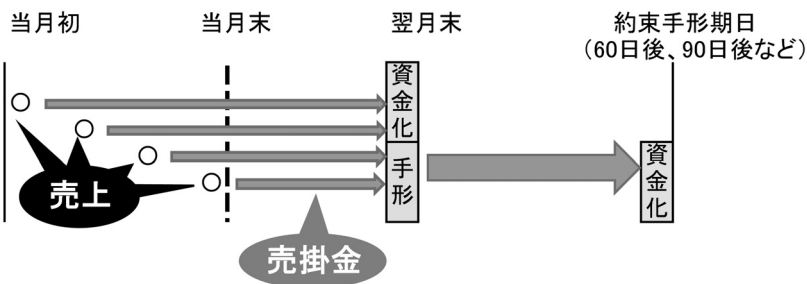 当月初
当月末
翌月末
約束手形期日
（60日後、90日後など）
資金化
手形
資金化
売上
売掛金